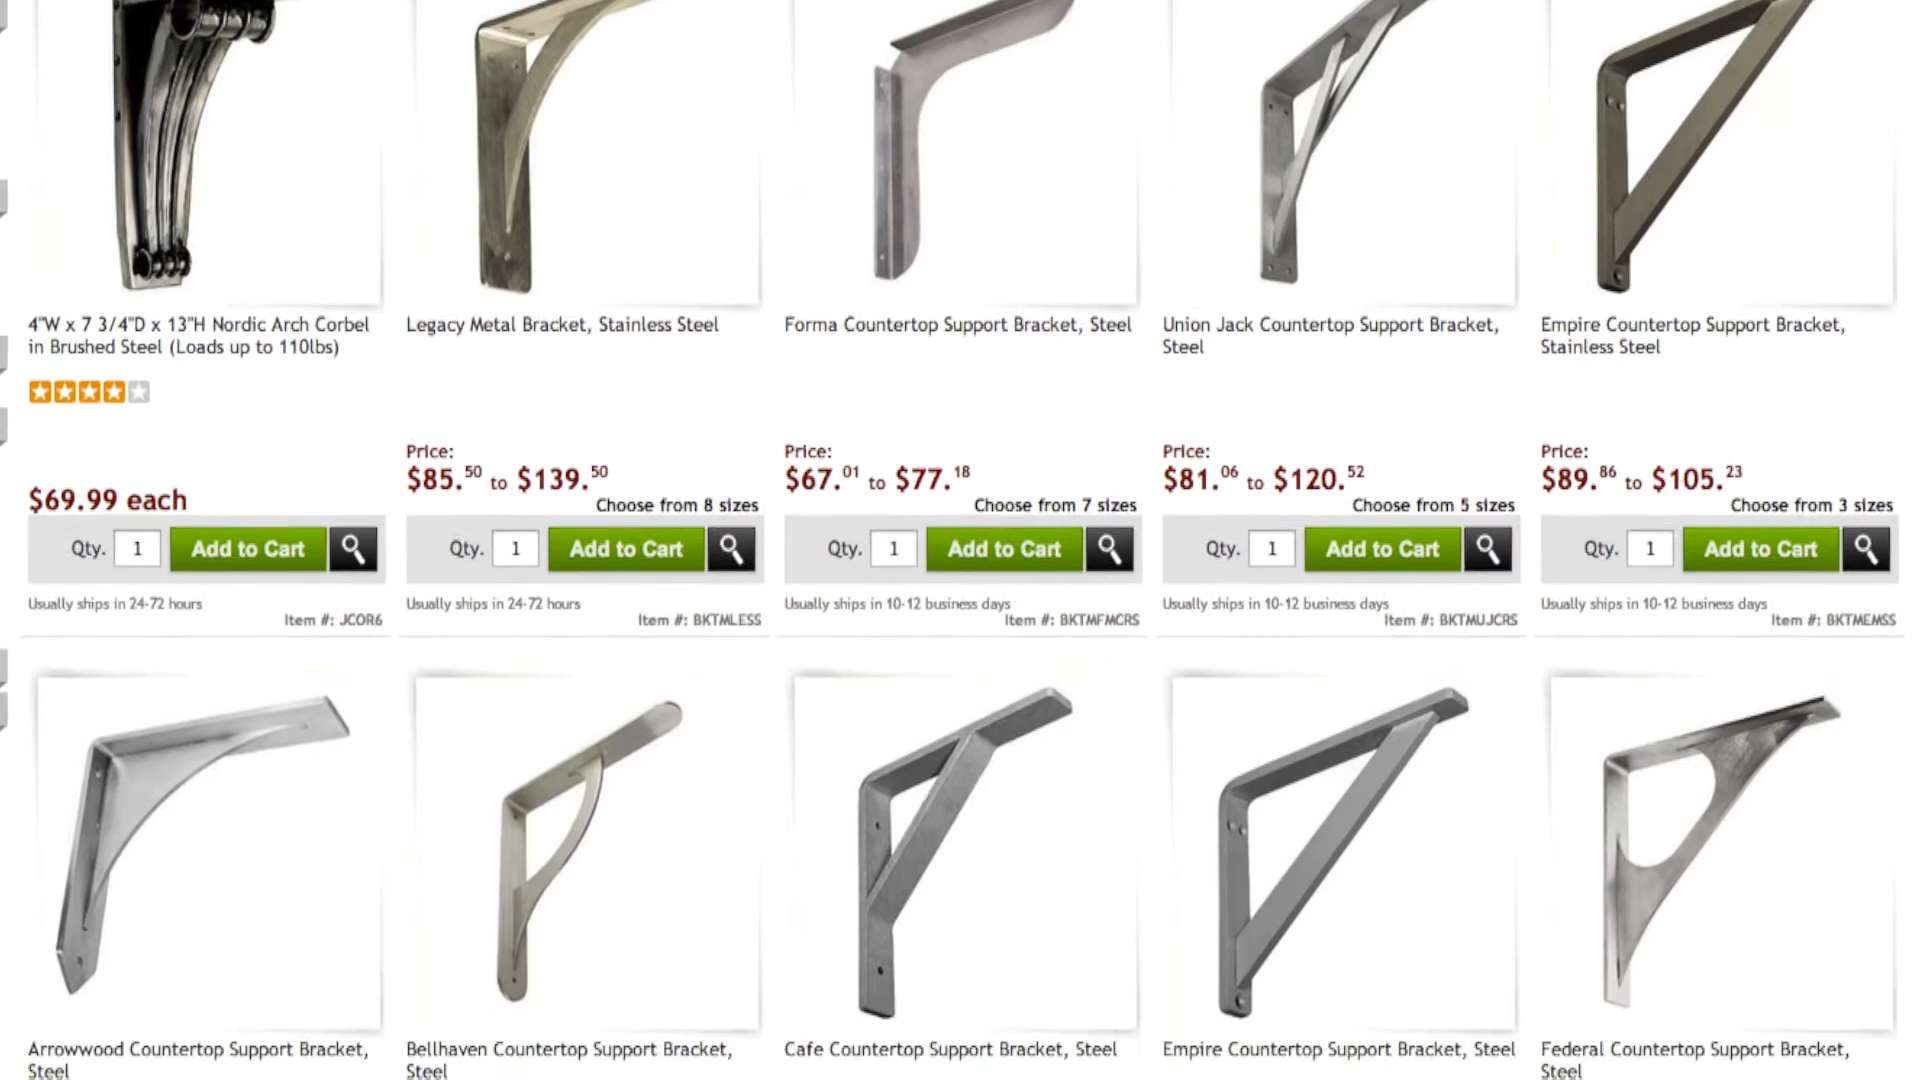 4"W x 7 3/4"D x 13"H Nordic Arch Corbel
in Brushed Steel (Loads up to 110lbs)
$69.99 each
Qty. 1 Add to Cart
Usually ships in 24-72 hours
Item #: JCOR6
Legacy Metal Bracket, Stainless Steel
Price:
$85.50 to $139.50
Choose from 8 sizes
Qty. 1 Add to Cart
Usually ships in 24-72 hours
Item #: BKTMLESS
Forma Countertop Support Bracket, Steel
Price:
$67.01 to $77.18
Choose from 7 sizes
Qty. 1 Add to Cart
Usually ships in 10-12 business days
Item #: BKTMFMCRS
Union Jack Countertop Support Bracket,
Steel
Price:
$81.06 to $120.52
Choose from 5 sizes
Qty. 1 Add to Cart
Usually ships in 10-12 business days
Item #: BKTMUJCRS
Empire Countertop Support Bracket,
Stainless Steel
Price:
$89.86 to $105.23
Choose from 3 sizes
Qty. 1 Add to Cart
Usually ships in 10-12 business days
Item #: BKTMEMSS
Arrowwood Countertop Support Bracket,
Steel
Bellhaven Countertop Support Bracket,
Steel
Cafe Countertop Support Bracket, Steel
Empire Countertop Support Bracket, Steel
Federal Countertop Support Bracket,
Steel